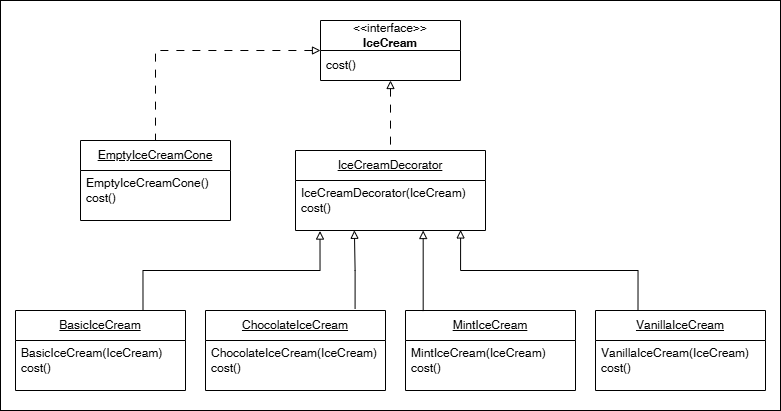 <<interface>>
IceCream
cost()
EmptyIceCreamCone
EmptyIceCreamCone()
cost()
IceCreamDecorator
IceCreamDecorator(IceCream)
cost()
BasicIceCream
BasicIceCream(IceCream)
cost()
ChocolateIceCream
ChocolateIceCream(IceCream)
cost()
MintIceCream
MintIceCream(IceCream)
cost()
VanillaIceCream
VanillaIceCream(IceCream)
cost()